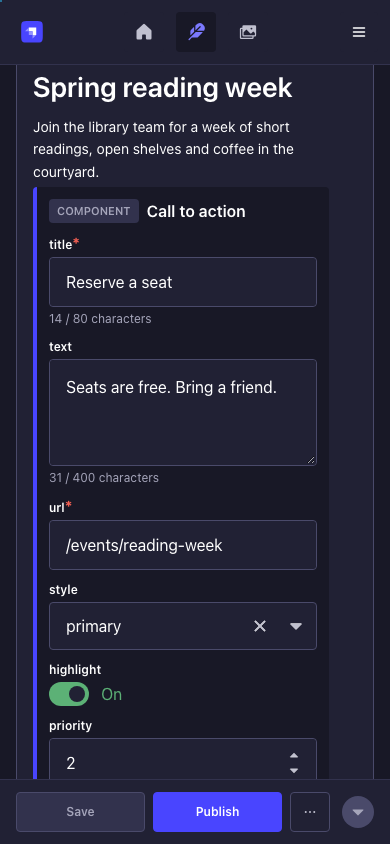 Spring reading week
Join the library team for a week of short
readings, open shelves and coffee in the
courtyard.
COMPONENT Call to action
title*
Reserve a seat
14 / 80 characters
text
Seats are free. Bring a friend.
31 / 400 characters
url*
/events/reading-week
style
primary
highlight
On
priority
2
Save Publish ...